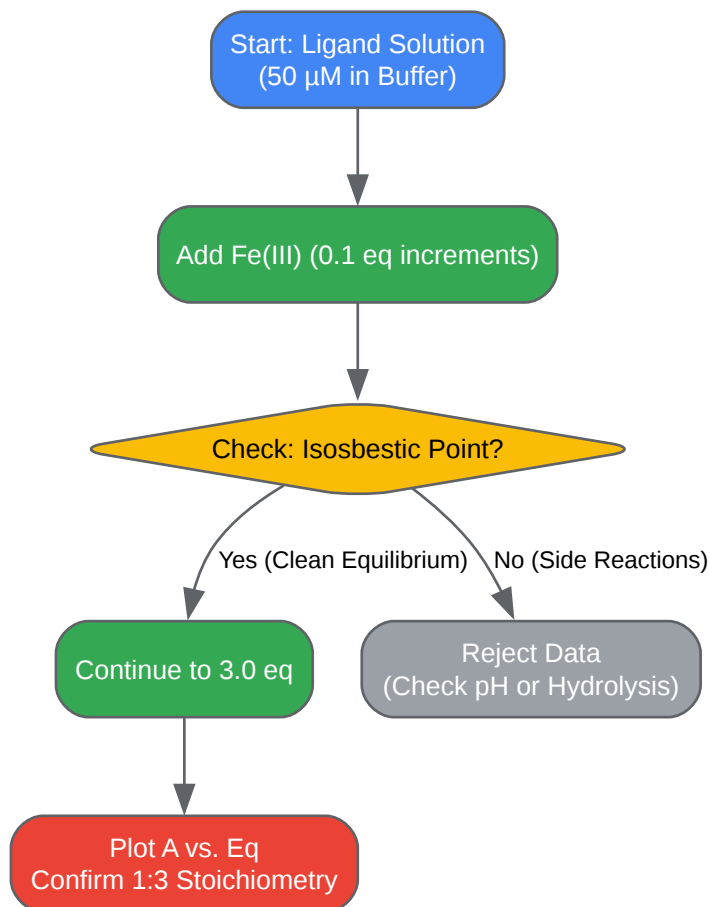 Start: Ligand Solution
(50 µM in Buffer)
Add Fe(III) (0.1 eq increments)
Check: Isosbestic Point?
Yes (Clean Equilibrium)
No (Side Reactions)
Continue to 3.0 eq
Reject Data
(Check pH or Hydrolysis)
Plot A vs. Eq
Confirm 1:3 Stoichiometry